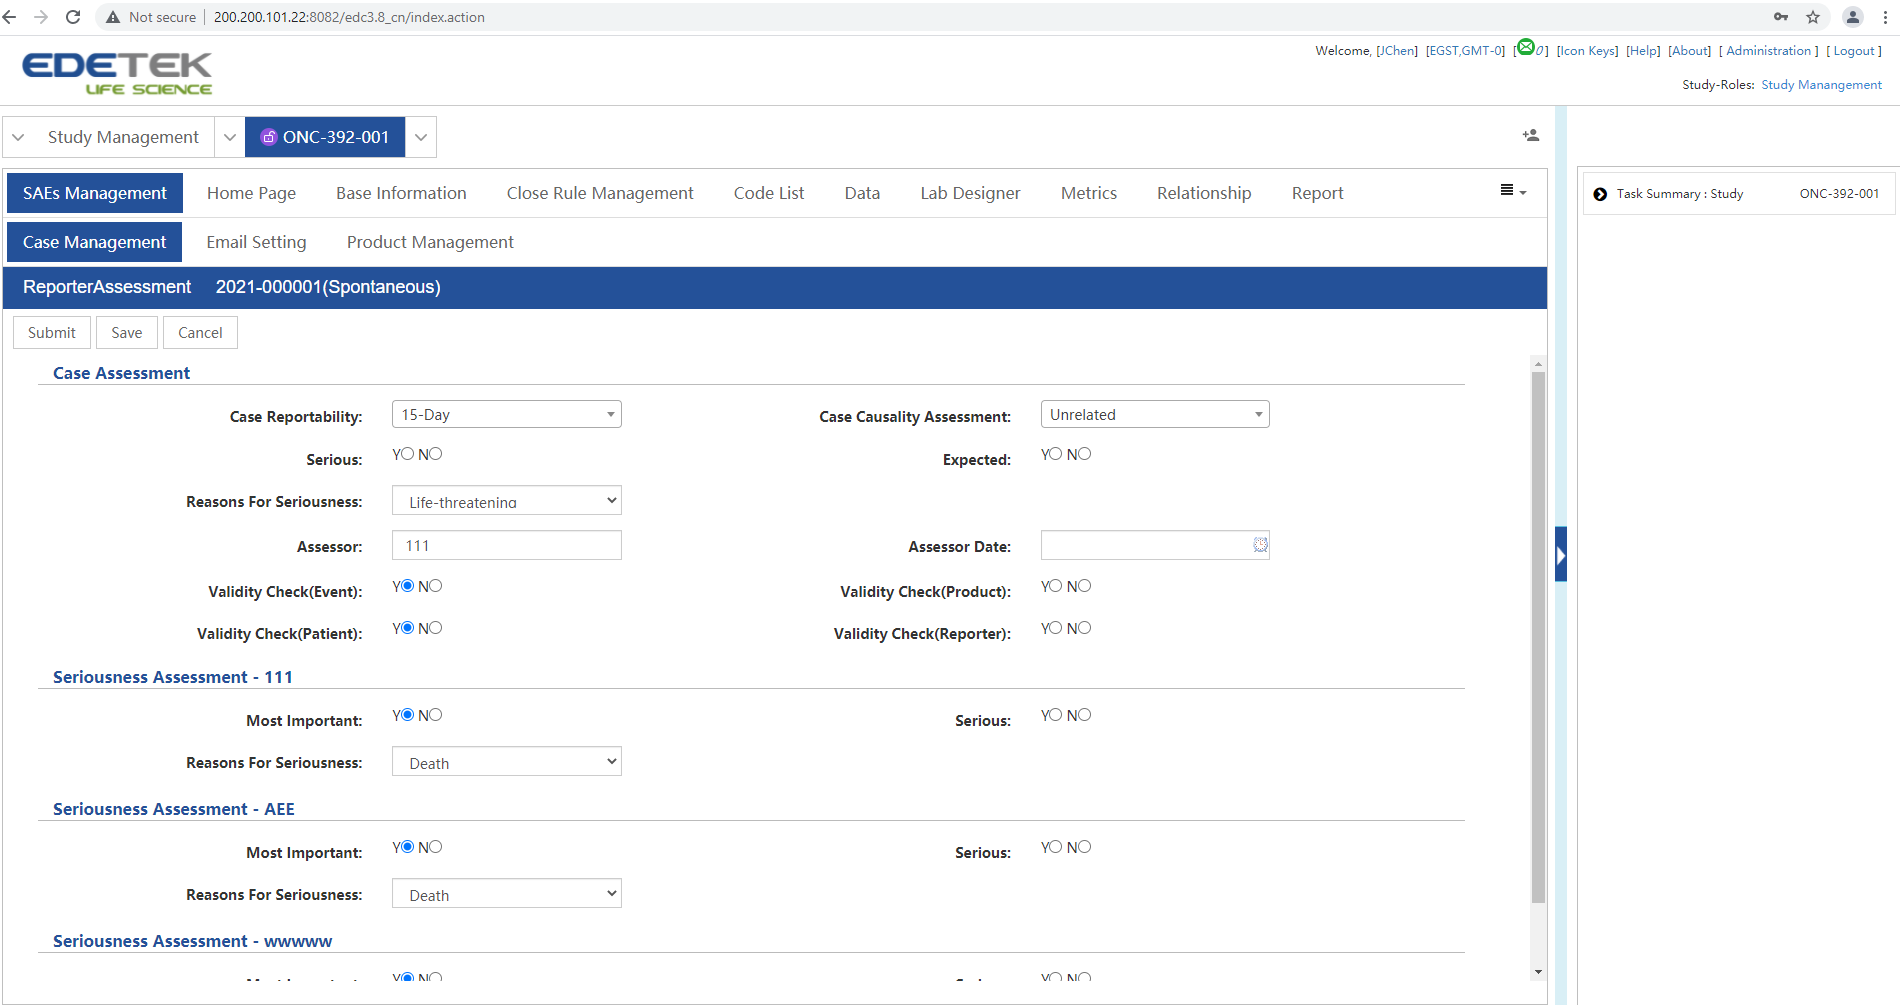 Not secure | 200.200.101.22:8082/edc3.8_cn/index.action
EDETEK
LIFE SCIENCE
Welcome, [JChen] [EGST,GMT-0] [ 0 ] [Icon Keys] [Help] [About] [ Administration ] [ Logout ]
Study-Roles: Study Manangement
Study Management
ONC-392-001
SAEs Management Home Page Base Information Close Rule Management Code List Data Lab Designer Metrics Relationship Report
Task Summary : Study ONC-392-001
Case Management Email Setting Product Management
ReporterAssessment 2021-000001(Spontaneous)
Submit Save Cancel
Case Assessment
Case Reportability: 15-Day Case Causality Assessment: Unrelated
Serious: Y N Expected: Y N
Reasons For Seriousness: Life-threatening
Assessor: 111 Assessor Date:
Validity Check(Event): Y N Validity Check(Product): Y N
Validity Check(Patient): Y N Validity Check(Reporter): Y N
Seriousness Assessment - 111
Most Important: Y N Serious: Y N
Reasons For Seriousness: Death
Seriousness Assessment - AEE
Most Important: Y N Serious: Y N
Reasons For Seriousness: Death
Seriousness Assessment - wwwww
Y N Y N